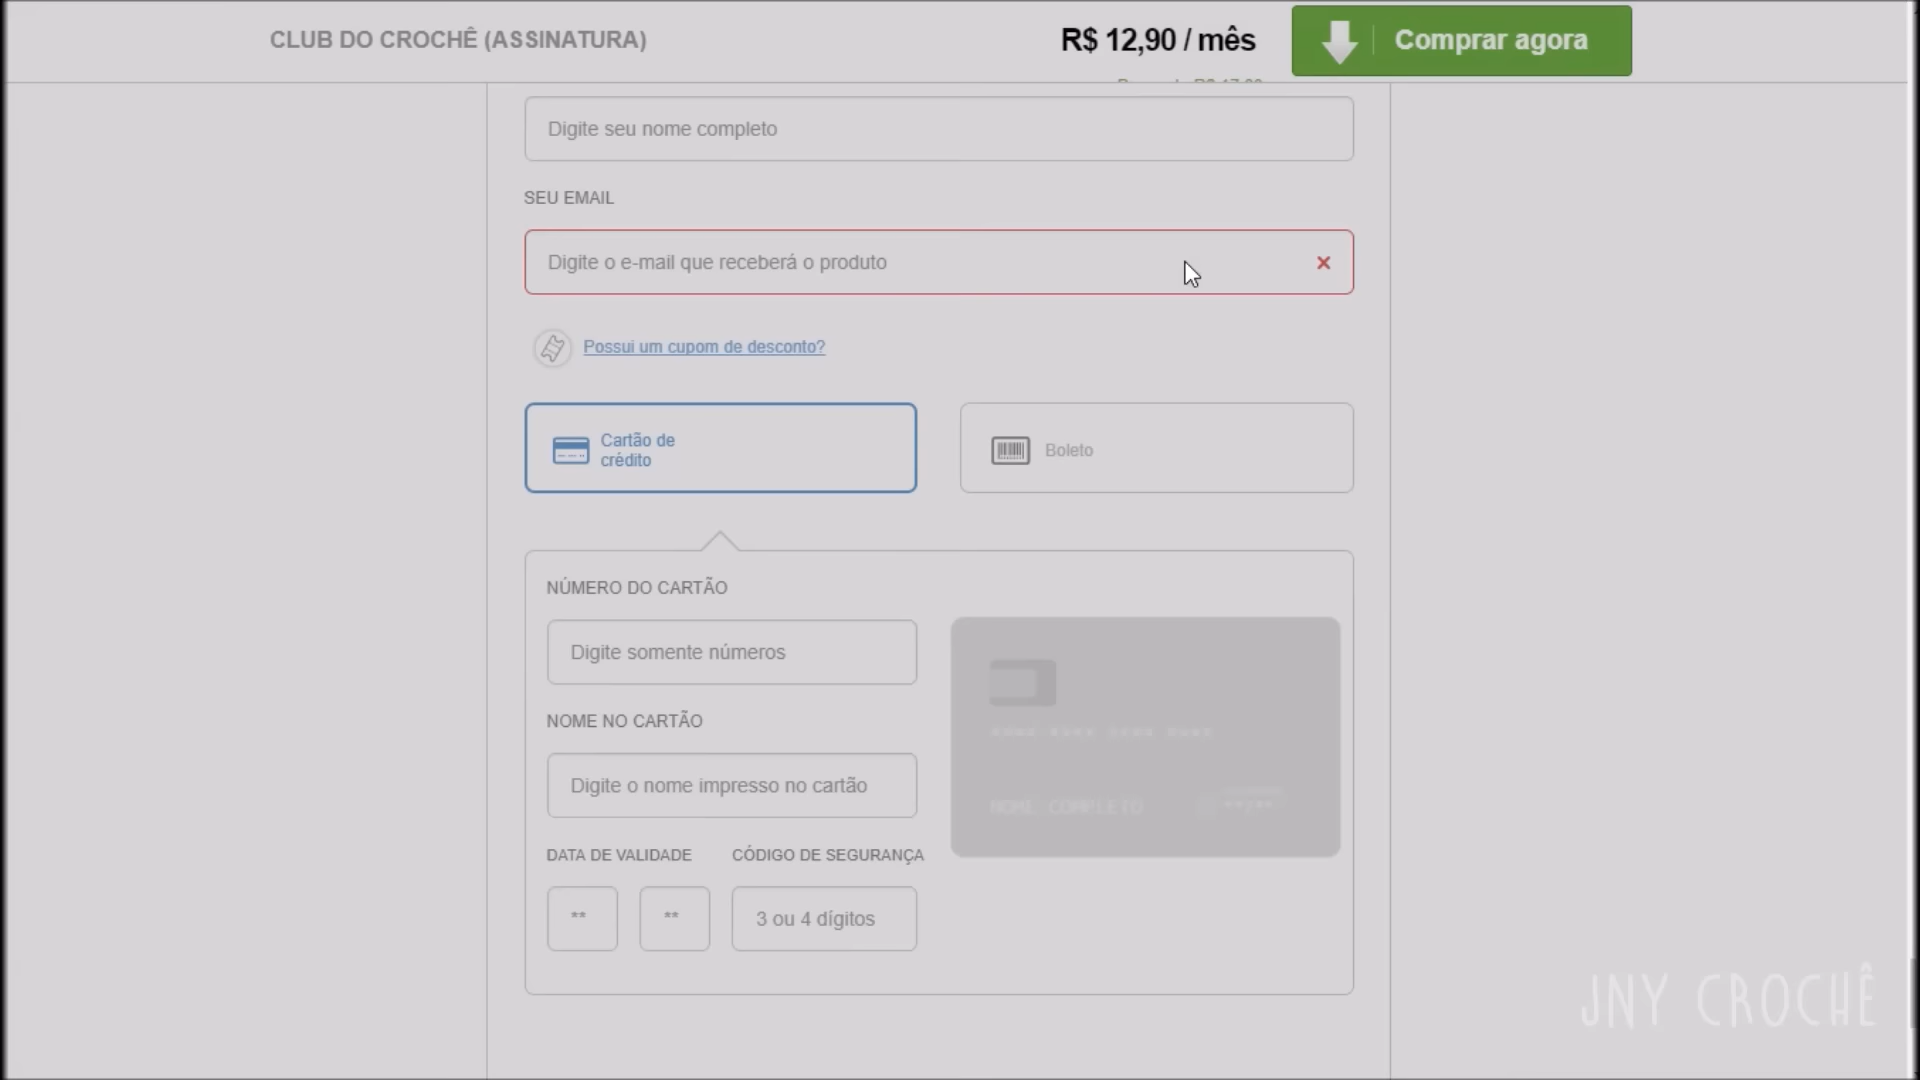 CLUB DO CROCHÊ (ASSINATURA)
R$ 12,90 / mês
Comprar agora
Digite seu nome completo
SEU EMAIL
Digite o e-mail que receberá o produto
Possui um cupom de desconto?
Cartão de
crédito
Boleto
NÚMERO DO CARTÃO
Digite somente números
NOME NO CARTÃO
Digite o nome impresso no cartão
NOME COMPLETO
DATA DE VALIDADE
CÓDIGO DE SEGURANÇA
**
**
3 ou 4 dígitos
JNY CROCHÊ